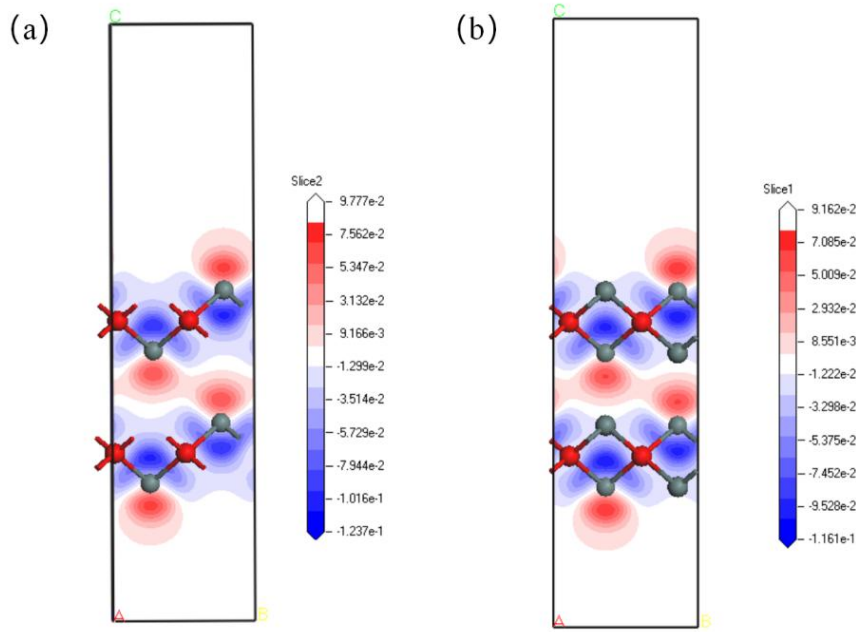 (a)
C
Slice2
9.777e-2
7.562e-2
5.347e-2
3.132e-2
9.166e-3
-1.299e-2
-3.514e-2
-5.729e-2
-7.944e-2
-1.016e-1
-1.237e-1
A
B
(b)
C
Slice1
9.162e-2
7.085e-2
5.009e-2
2.932e-2
8.551e-3
-1.222e-2
-3.298e-2
-5.375e-2
-7.452e-2
-9.528e-2
-1.161e-1
A
B